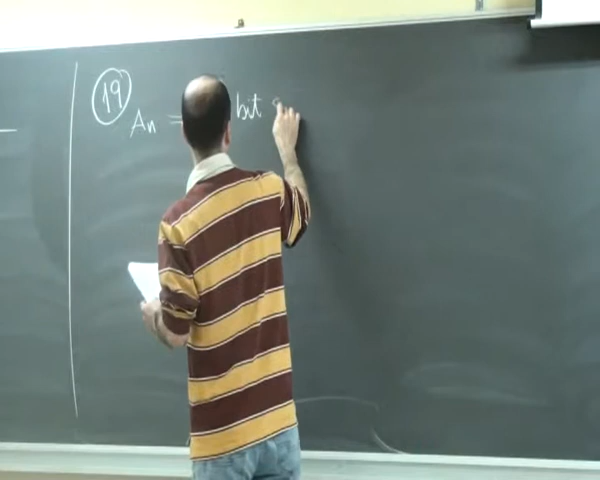 19
An = bit